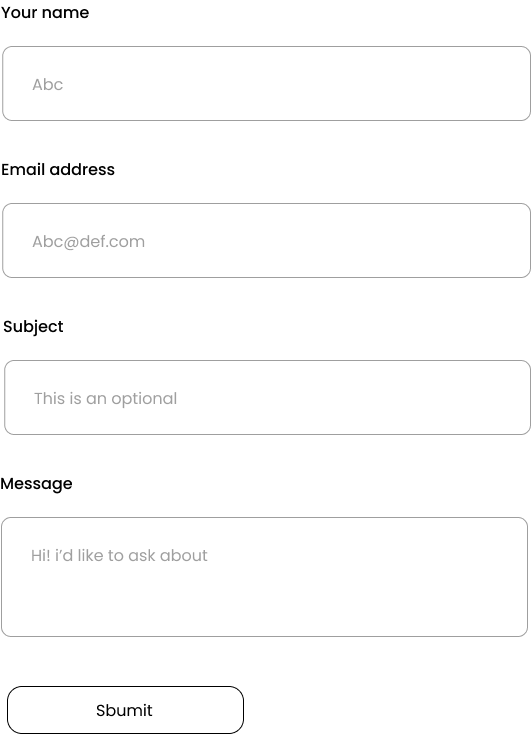 Your name
Abc
Email address
Abc@def.com
Subject
This is an optional
Message
Hi! i’d like to ask about
Sbumit